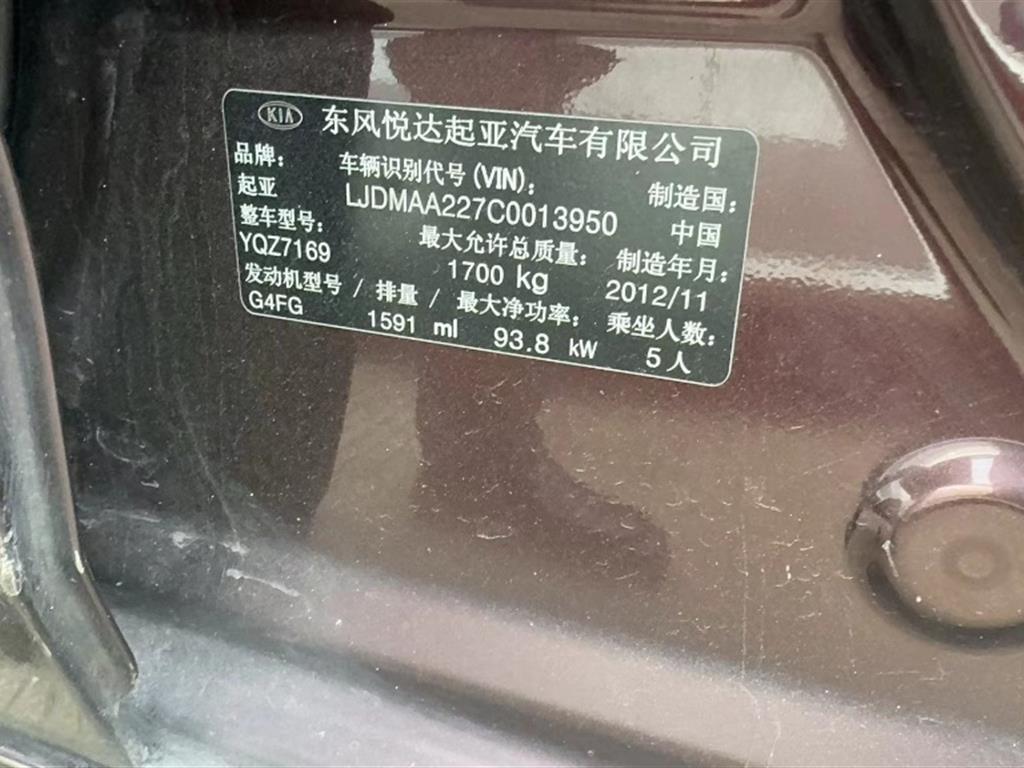 KIA 东风悦达起亚汽车有限公司
品牌： 车辆识别代号(VIN)： 制造国：
起亚 LJDMAA227C0013950 中国
整车型号： 最大允许总质量： 制造年月：
YQZ7169 1700 kg 2012/11
发动机型号 / 排量 / 最大净功率： 乘坐人数：
G4FG 1591 ml 93.8 kW 5人